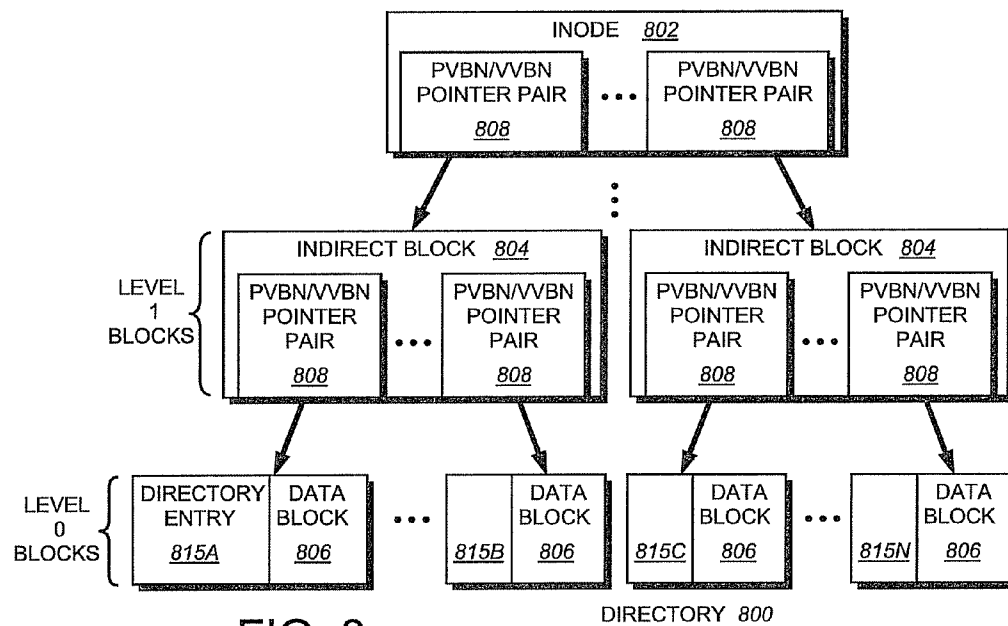 INODE 802
PVBN/VVBN POINTER PAIR 808
PVBN/VVBN POINTER PAIR 808
LEVEL 1 BLOCKS
INDIRECT BLOCK 804
PVBN/VVBN POINTER PAIR 808
PVBN/VVBN POINTER PAIR 808
INDIRECT BLOCK 804
PVBN/VVBN POINTER PAIR 808
PVBN/VVBN POINTER PAIR 808
LEVEL 0 BLOCKS
DIRECTORY ENTRY 815A
DATA BLOCK 806
815B
DATA BLOCK 806
815C
DATA BLOCK 806
815N
DATA BLOCK 806
DIRECTORY 800